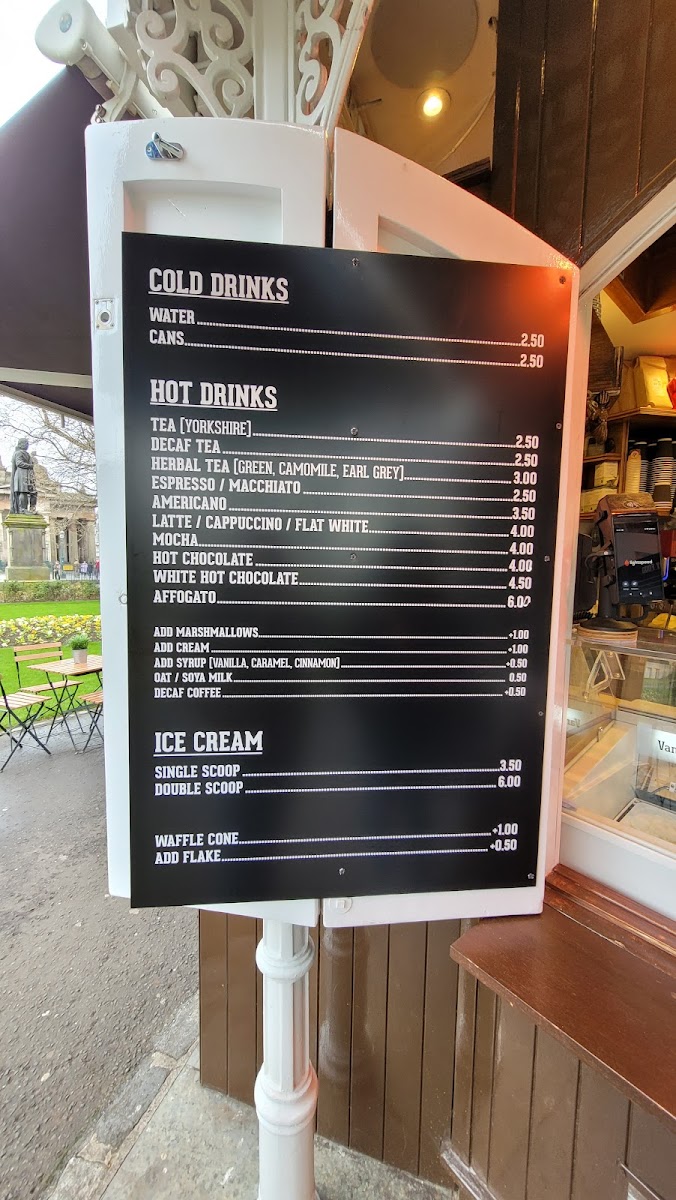 COLD DRINKS
WATER 2.50
CANS 2.50
HOT DRINKS
TEA [YORKSHIRE] 2.50
DECAF TEA 2.50
HERBAL TEA [GREEN, CAMOMILE, EARL GREY] 3.00
ESPRESSO / MACCHIATO 2.50
AMERICANO 3.50
LATTE / CAPPUCCINO / FLAT WHITE 4.00
MOCHA 4.00
HOT CHOCOLATE 4.00
WHITE HOT CHOCOLATE 4.50
AFFOGATO 6.00
ADD MARSHMALLOWS +1.00
ADD CREAM +1.00
ADD SYRUP [VANILLA, CARAMEL, CINNAMON] +0.50
OAT / SOYA MILK 0.50
DECAF COFFEE +0.50
ICE CREAM
SINGLE SCOOP 3.50
DOUBLE SCOOP 6.00
WAFFLE CONE +1.00
ADD FLAKE +0.50
Van